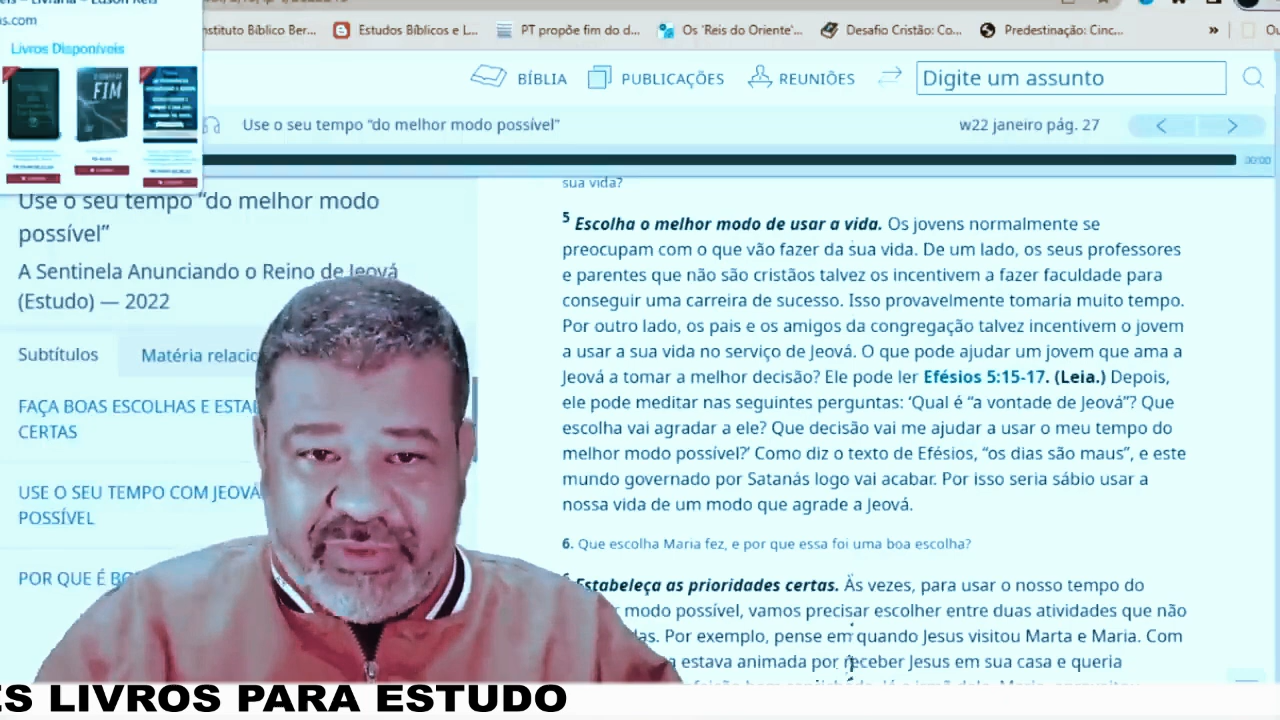 Livraria
as.com
Livros Disponíveis
FIM
nstituto Bíblico Ber...
Estudos Bíblicos e L...
PT propõe fim do d...
Os 'Reis do Oriente'...
Desafio Cristão: Co...
Predestinação: Cinc...
»
BÍBLIA
PUBLICAÇÕES
REUNIÕES
Digite um assunto
Use o seu tempo “do melhor modo possível”
w22 janeiro pág. 27
00:00
Use o seu tempo “do melhor modo
possível”
A Sentinela Anunciando o Reino de Jeová
(Estudo) — 2022
Subtítulos
Matéria relacio
FAÇA BOAS ESCOLHAS E ESTA
CERTAS
USE O SEU TEMPO COM JEOVÁ
POSSÍVEL
POR QUE É BO
sua vida?
5 Escolha o melhor modo de usar a vida. Os jovens normalmente se
preocupam com o que vão fazer da sua vida. De um lado, os seus professores
e parentes que não são cristãos talvez os incentivem a fazer faculdade para
conseguir uma carreira de sucesso. Isso provavelmente tomaria muito tempo.
Por outro lado, os pais e os amigos da congregação talvez incentivem o jovem
a usar a sua vida no serviço de Jeová. O que pode ajudar um jovem que ama a
Jeová a tomar a melhor decisão? Ele pode ler Efésios 5:15-17. (Leia.) Depois,
ele pode meditar nas seguintes perguntas: ‘Qual é “a vontade de Jeová”? Que
escolha vai agradar a ele? Que decisão vai me ajudar a usar o meu tempo do
melhor modo possível?’ Como diz o texto de Efésios, “os dias são maus”, e este
mundo governado por Satanás logo vai acabar. Por isso seria sábio usar a
nossa vida de um modo que agrade a Jeová.
6. Que escolha Maria fez, e por que essa foi uma boa escolha?
Estabeleça as prioridades certas. Às vezes, para usar o nosso tempo do
modo possível, vamos precisar escolher entre duas atividades que não
das. Por exemplo, pense em quando Jesus visitou Marta e Maria. Com
a estava animada por receber Jesus em sua casa e queria
ES LIVROS PARA ESTUDO